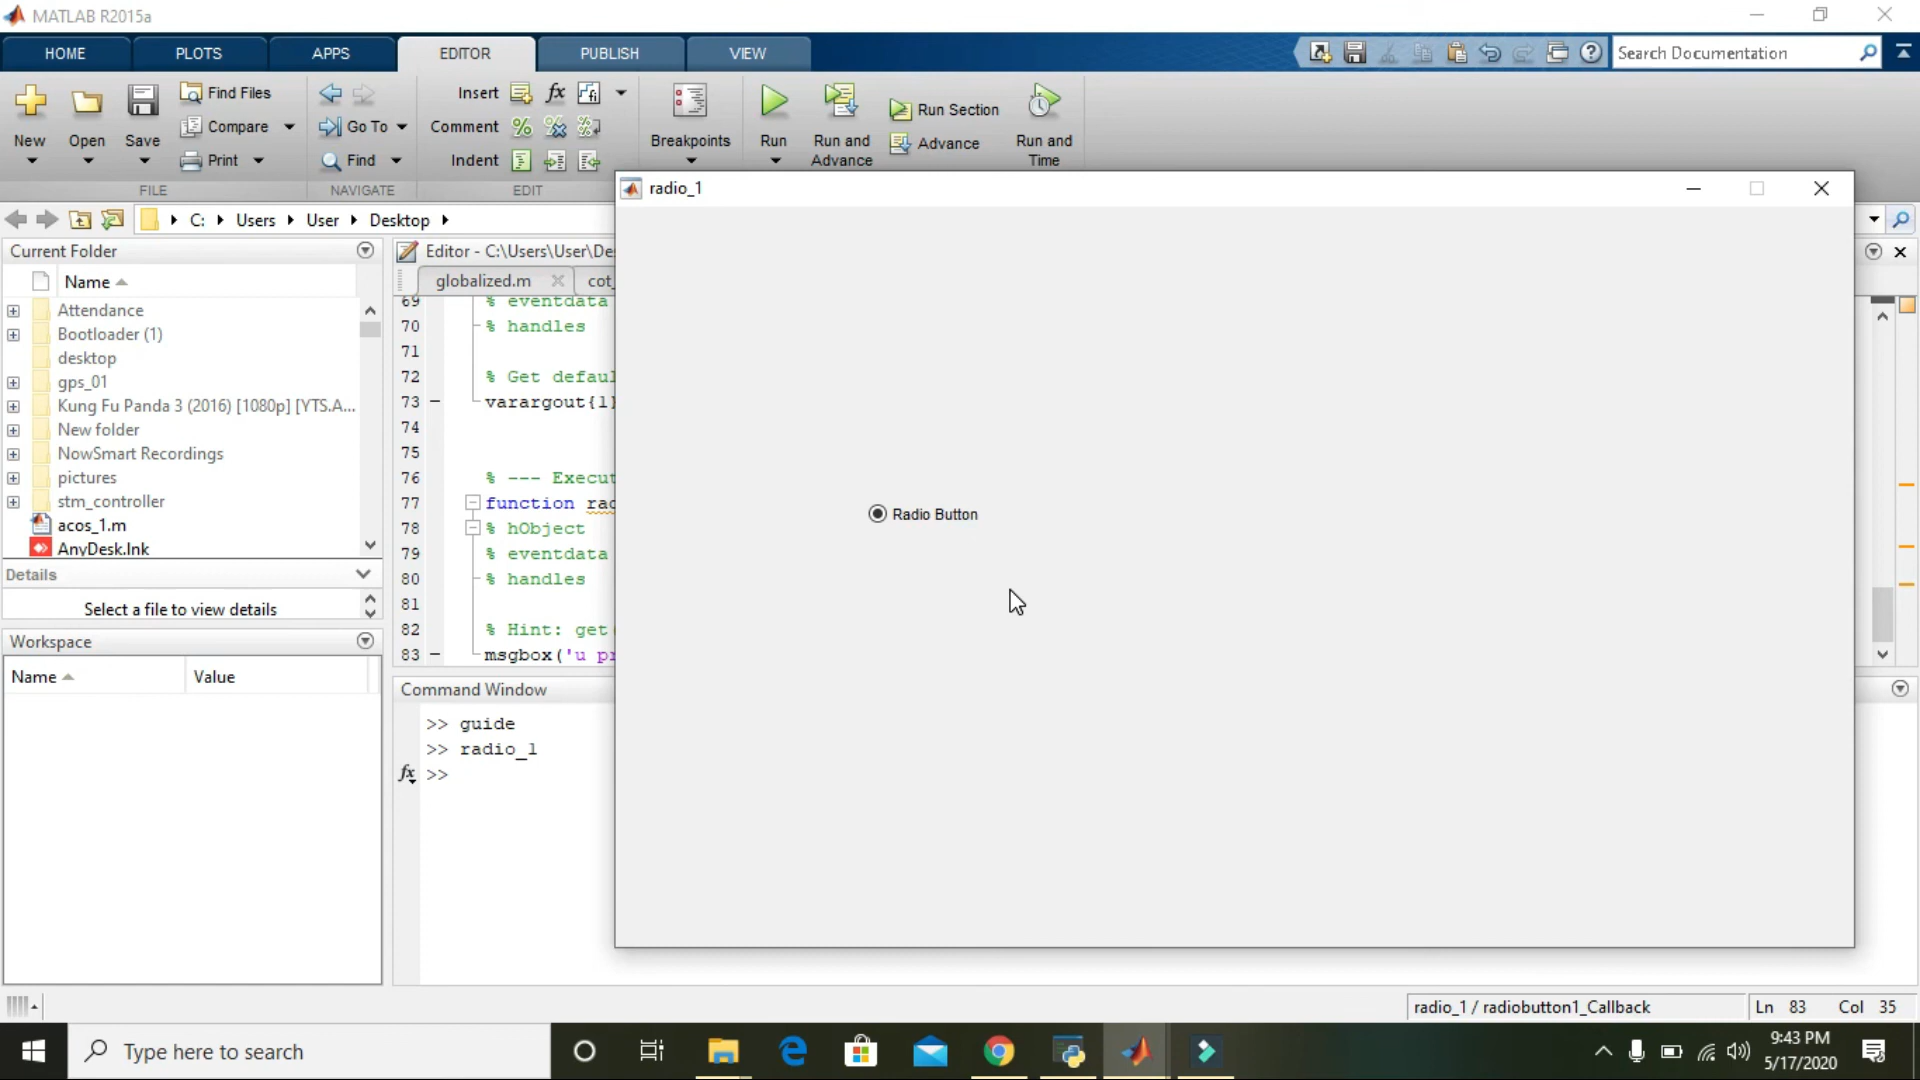 MATLAB R2015a
HOME
PLOTS
APPS
EDITOR
PUBLISH
VIEW
Search Documentation
New
Open
Save
Find Files
Compare
Print
Go To
Find
Insert
Comment
Indent
Breakpoints
Run
Run and
Advance
Run Section
Advance
Run and
Time
FILE
NAVIGATE
EDIT
C:
Users
User
Desktop
Current Folder
Name
Attendance
Bootloader (1)
desktop
gps_01
Kung Fu Panda 3 (2016) [1080p] [YTS.A...
New folder
NowSmart Recordings
pictures
stm_controller
acos_1.m
AnyDesk.lnk
Details
Select a file to view details
Workspace
Name
Value
Editor - C:\Users\User\De
globalized.m
cot_
69 % eventdata
70 % handles
71
72 % Get defaul
73 - varargout{1}
74
75
76 % --- Execut
77 function rad
78 % hObject
79 % eventdata
80 % handles
81
82 % Hint: get(
83 - msgbox('u pr
Command Window
>> guide
>> radio_1
fx >>
radio_1
Radio Button
radio_1 / radiobutton1_Callback
Ln 83 Col 35
Type here to search
9:43 PM
5/17/2020